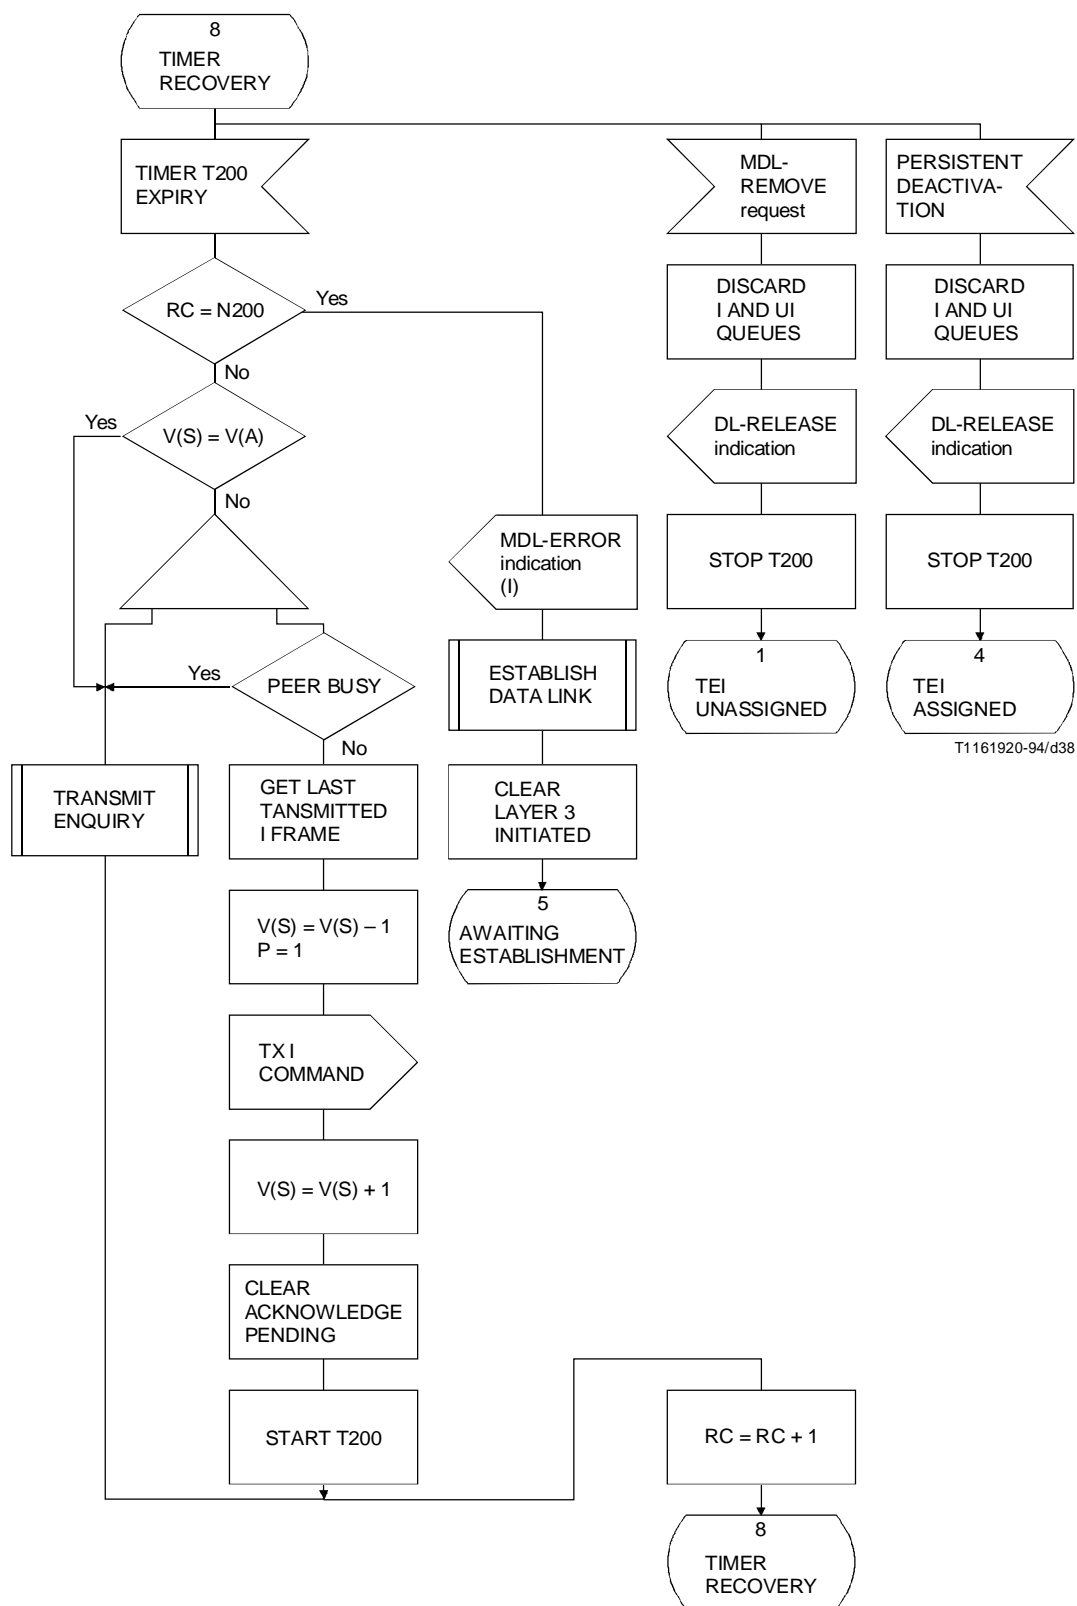 8
TIMER
RECOVERY
TIMER T200
EXPIRY
MDL-
REMOVE
request
PERSISTENT
DEACTIVA-
TION
RC = N200
Yes
No
DISCARD
I AND UI
QUEUES
DISCARD
I AND UI
QUEUES
Yes
V(S) = V(A)
No
DL-RELEASE
indication
DL-RELEASE
indication
MDL-ERROR
indication
(I)
STOP T200
STOP T200
Yes
PEER BUSY
No
ESTABLISH
DATA LINK
1
TEI
UNASSIGNED
4
TEI
ASSIGNED
T1161920-94/d38
TRANSMIT
ENQUIRY
GET LAST
TANSMITTED
I FRAME
CLEAR
LAYER 3
INITIATED
V(S) = V(S) – 1
P = 1
5
AWAITING
ESTABLISHMENT
TX I
COMMAND
V(S) = V(S) + 1
CLEAR
ACKNOWLEDGE
PENDING
START T200
RC = RC + 1
8
TIMER
RECOVERY